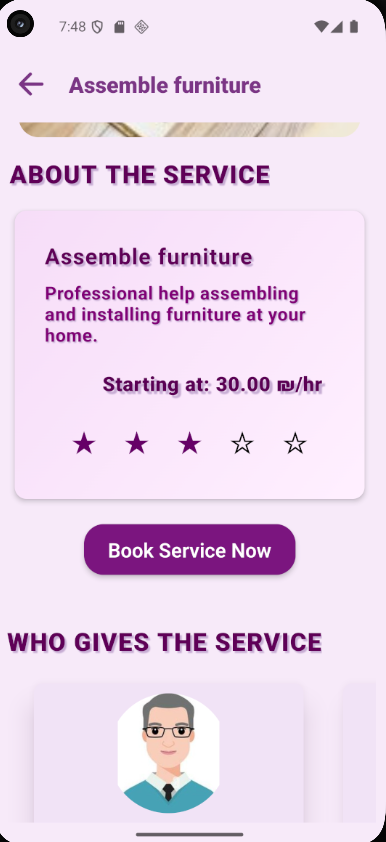 7:48
Assemble furniture
ABOUT THE SERVICE
Assemble furniture
Professional help assembling
and installing furniture at your
home.
Starting at: 30.00 ₪/hr
Book Service Now
WHO GIVES THE SERVICE